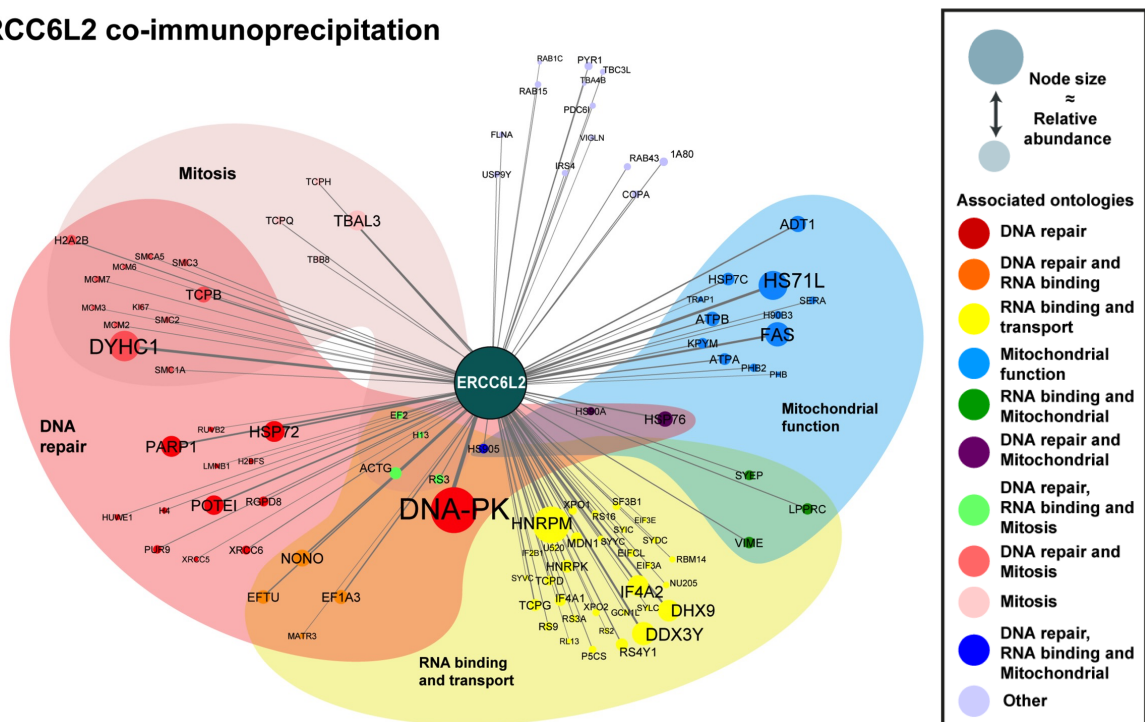 RCC6L2 co-immunoprecipitation
RAB1C
PYR1
TBC3L
TBA4B
RAB15
PDC6I
FLNA
VIGLN
USP9Y
IRS4
RAB43
1A80
COPA
Mitosis
TCPH
TCPQ
TBAL3
TBB8
H2A2B
SMCA5
SMC3
MCM6
MCM7
TCPB
MCM3
KI67
SMC2
MCM2
DYHC1
SMC1A
ADT1
HSP7C
HS71L
TRAP1
SERA
ATPB
H90B3
FAS
KPYM
ATPA
PHB2
PHB
ERCC6L2
Mitochondrial
function
DNA
repair
EF2
H13
HS90A
HSP76
HS105
RUVB2
HSP72
PARP1
LMNB1
H2BFS
ACTG
RS3
POTEI
RGPD8
HUWE1
H4
PUR9
XRCC5
XRCC6
NONO
EFTU
EF1A3
MATR3
DNA-PK
SYEP
LPPRC
VIME
HNRPM
XPO1
SF3B1
RS16
EIF3E
SYIC
U520
MDN1
SYYC
SYDC
IF2B1
EIFCL
RBM14
HNRPK
EIF3A
SYVC
TCPD
NU205
IF4A2
TCPG
IF4A1
XPO2
SYLC
GCN1L
DHX9
RS3A
RS9
RS2
DDX3Y
RL13
RS4Y1
P5CS
RNA binding
and transport
Node size
≈
Relative
abundance
Associated ontologies
DNA repair
DNA repair and
RNA binding
RNA binding and
transport
Mitochondrial
function
RNA binding and
Mitochondrial
DNA repair and
Mitochondrial
DNA repair,
RNA binding and
Mitosis
DNA repair and
Mitosis
Mitosis
DNA repair,
RNA binding and
Mitochondrial
Other